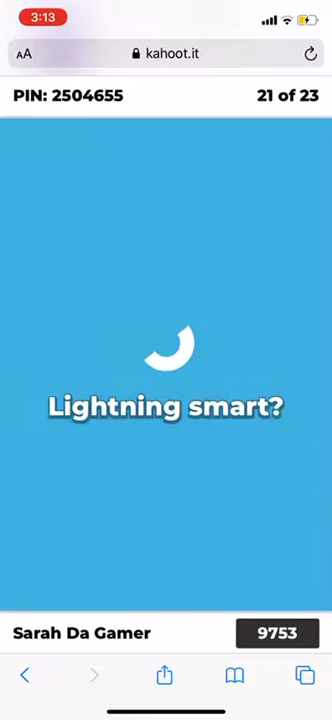 3:13
AA
kahoot.it
PIN: 2504655
21 of 23
Lightning smart?
Sarah Da Gamer
9753